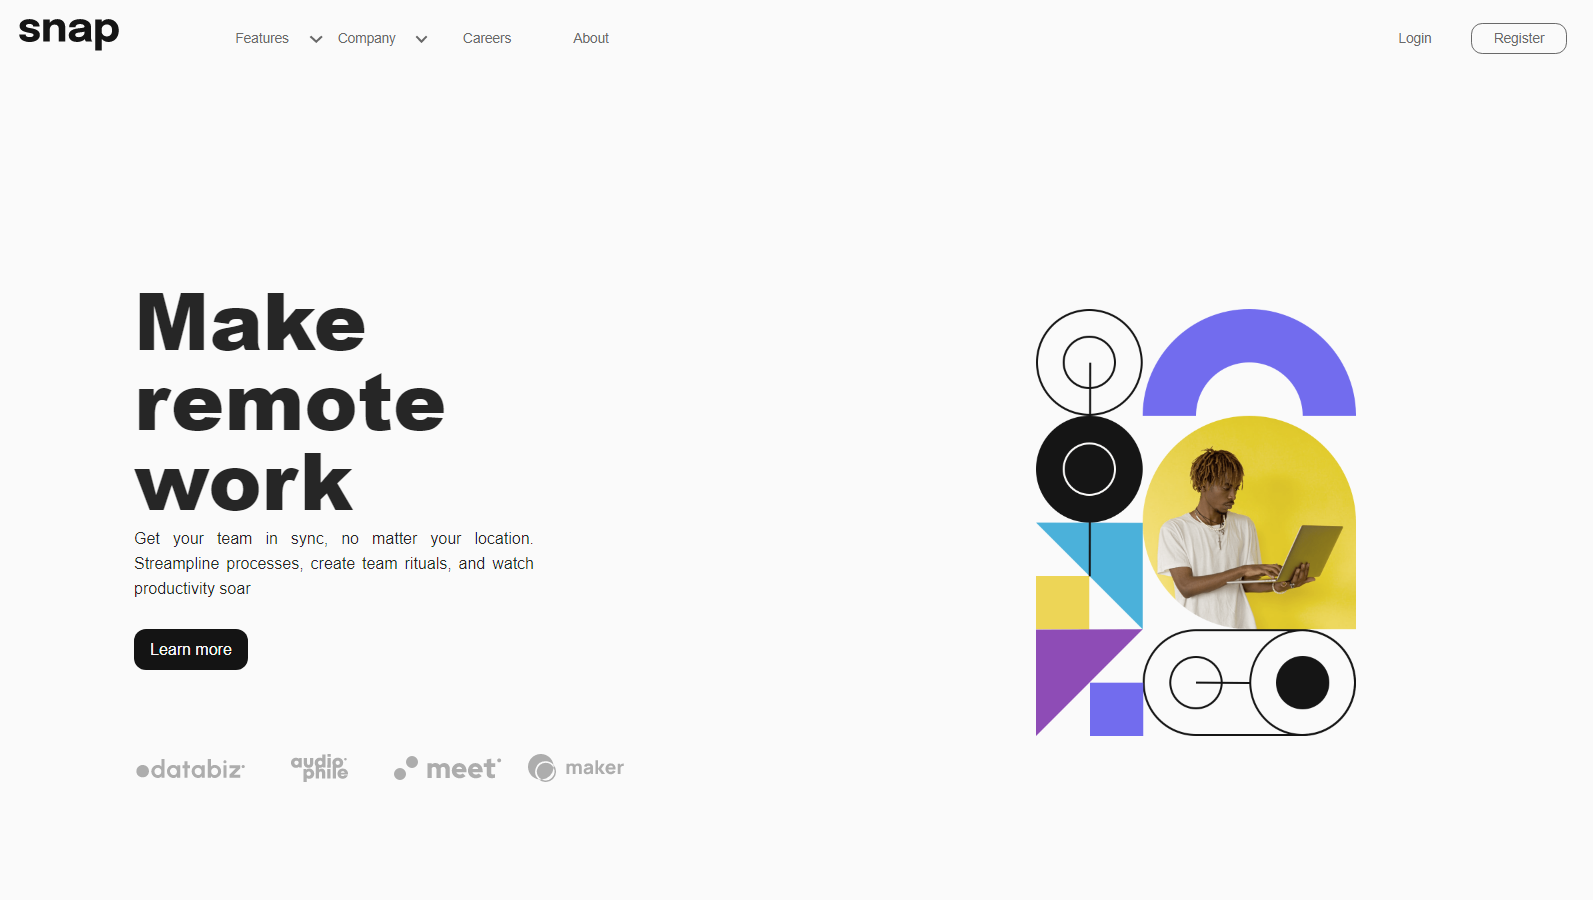 snap
Features
Company
Careers
About
Login
Register
Make
remote
work
Get your team in sync, no matter your location.
Streampline processes, create team rituals, and watch
productivity soar
Learn more
databiz
audio
phile
meet
maker